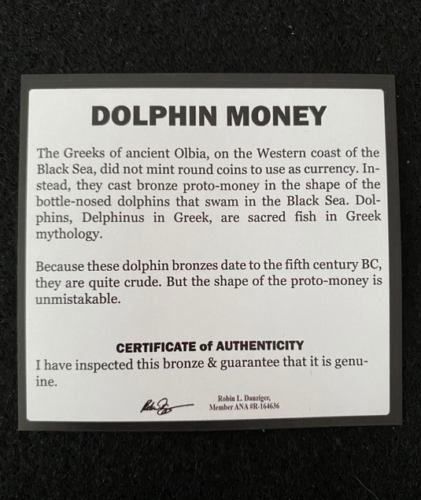 DOLPHIN MONEY
The Greeks of ancient Olbia, on the Western coast of the
Black Sea, did not mint round coins to use as currency. In-
stead, they cast bronze proto-money in the shape of the
bottle-nosed dolphins that swam in the Black Sea. Dol-
phins, Delphinus in Greek, are sacred fish in Greek
mythology.
Because these dolphin bronzes date to the fifth century BC,
they are quite crude. But the shape of the proto-money is
unmistakable.
CERTIFICATE of AUTHENTICITY
I have inspected this bronze & guarantee that it is genu-
ine.
Robin L. Danziger,
Member ANA #R-164636